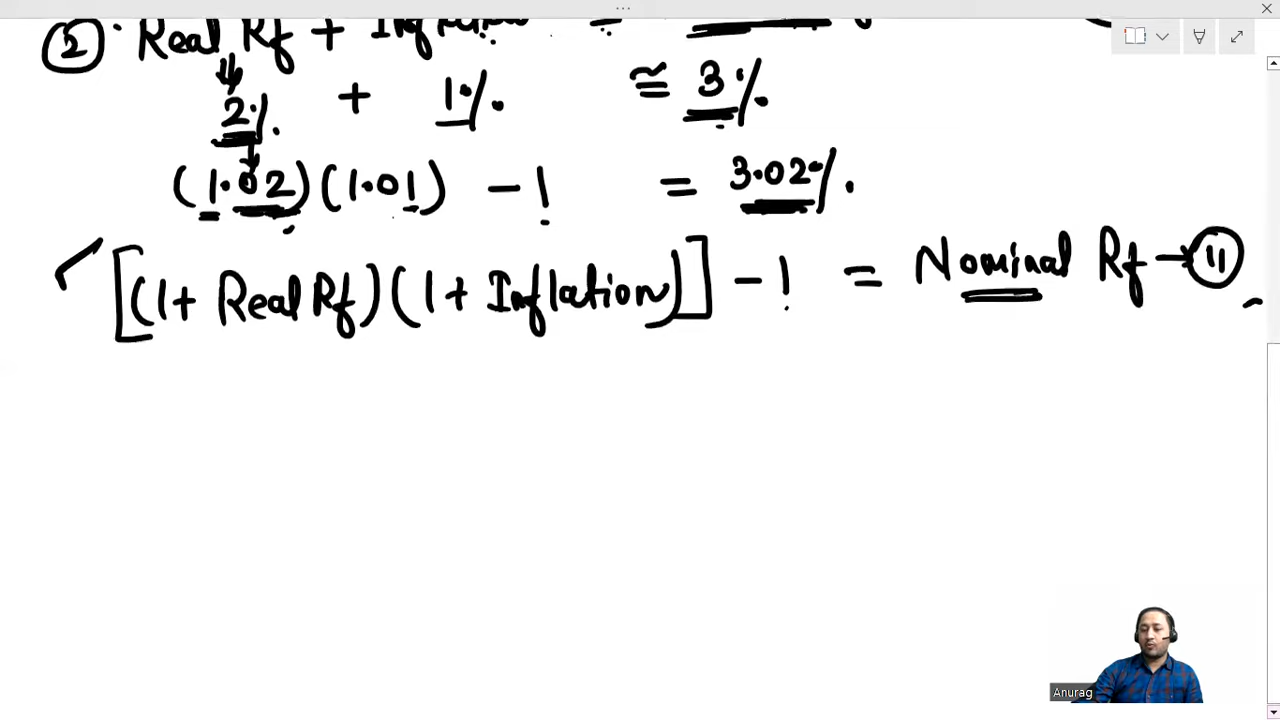 ② Real Rf + Inflation =
2% + 1% ≅ 3%
(1.02)(1.01) - 1 = 3.02%.
[(1+ Real Rf)(1+ Inflation)] - 1 = Nominal Rf → ⑪
Anurag